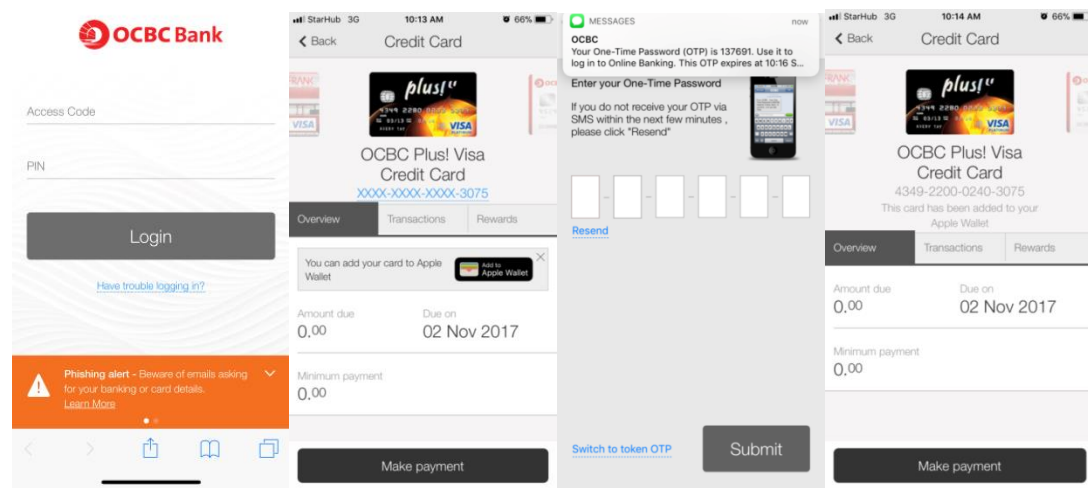 OCBC Bank
Access Code
PIN
Login
Have trouble logging in?
Phishing alert - Beware of emails asking
for your banking or card details.
Learn More
StarHub 3G 10:13 AM 66%
Back Credit Card
plus!
VISA
VISA
OCBC Plus! Visa
Credit Card
XXXX-XXXX-XXXX-3075
Overview Transactions Rewards
You can add your card to Apple
Wallet
Add to
Apple Wallet
Amount due Due on
0.00 02 Nov 2017
Minimum payment
0.00
Make payment
MESSAGES now
OCBC
Your One-Time Password (OTP) is 137691. Use it to
log in to Online Banking. This OTP expires at 10:16 S...
Enter your One-Time Password
If you do not receive your OTP via
SMS within the next few minutes ,
please click "Resend"
Resend
Switch to token OTP
Submit
StarHub 3G 10:14 AM 66%
Back Credit Card
plus!
VISA
VISA
OCBC Plus! Visa
Credit Card
4349-2200-0240-3075
This card has been added to your
Apple Wallet
Overview Transactions Rewards
Amount due Due on
0.00 02 Nov 2017
Minimum payment
0.00
Make payment